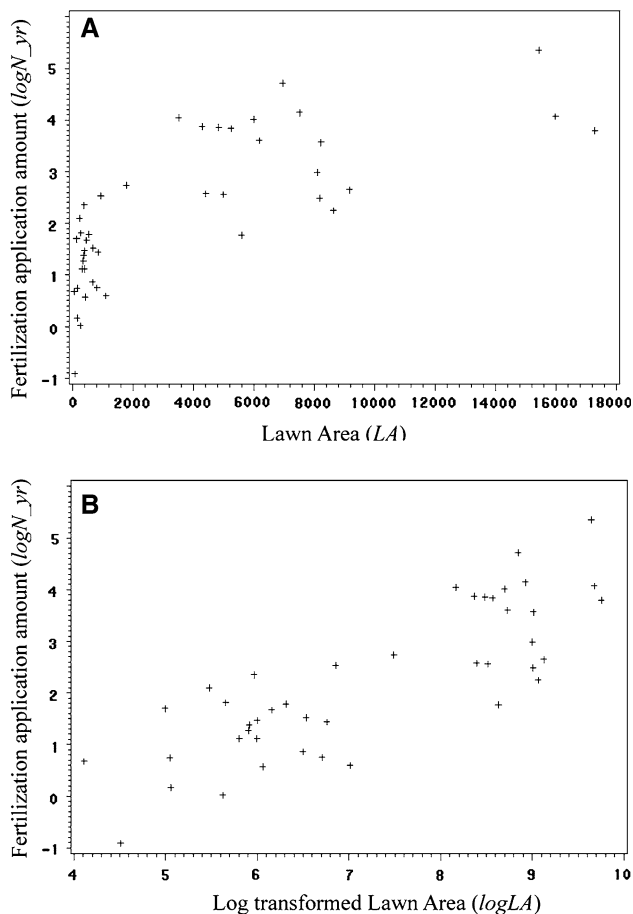 A
Fertilization application amount (logN_yr)
5
4
3
2
1
0
-1
0 2000 4000 6000 8000 10000 12000 14000 16000 18000
Lawn Area (LA)
B
Fertilization application amount (logN_yr)
5
4
3
2
1
0
-1
4 5 6 7 8 9 10
Log transformed Lawn Area (logLA)